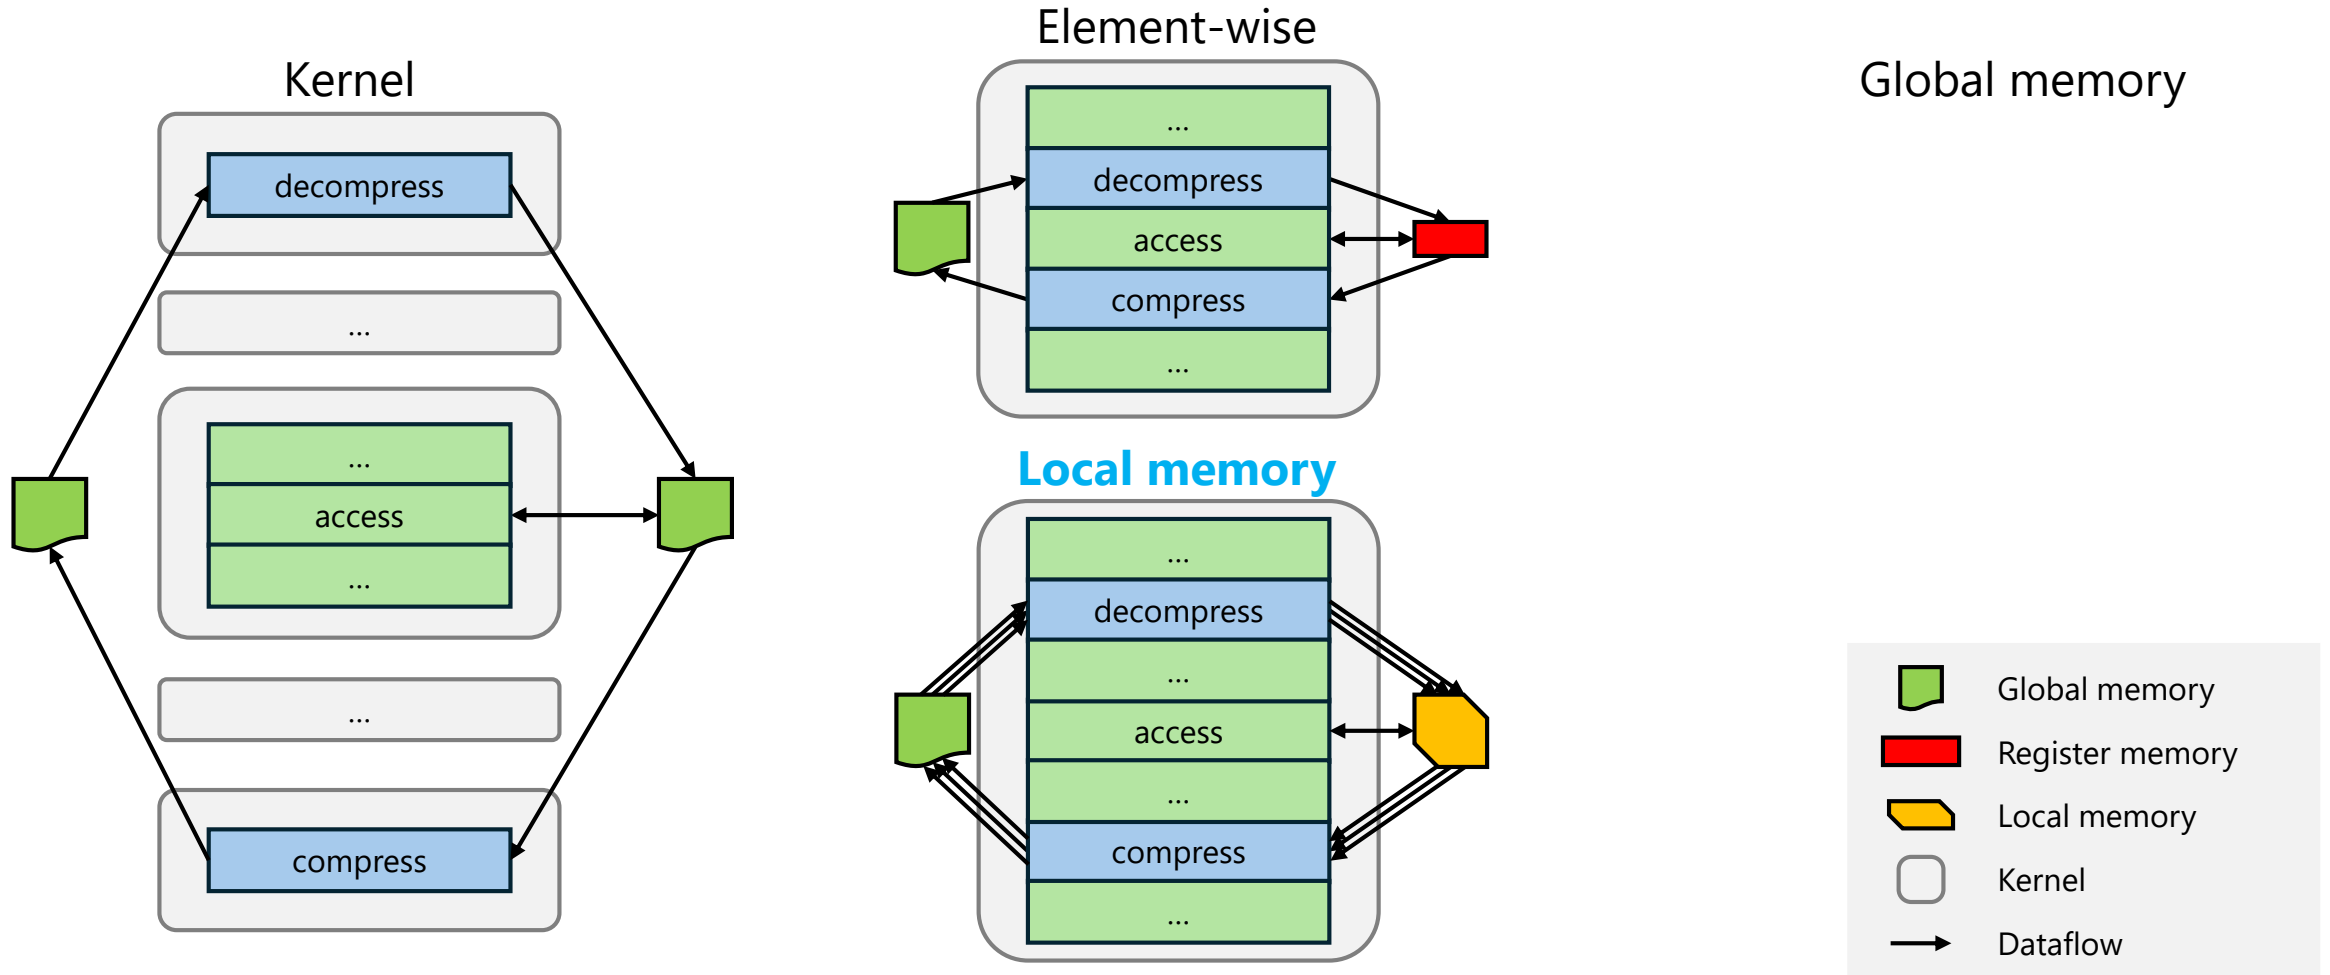 Kernel
decompress
...
...
access
...
...
compress
Element-wise
...
decompress
access
compress
...
Local memory
...
decompress
...
access
...
compress
...
Global memory
Global memory
Register memory
Local memory
Kernel
Dataflow